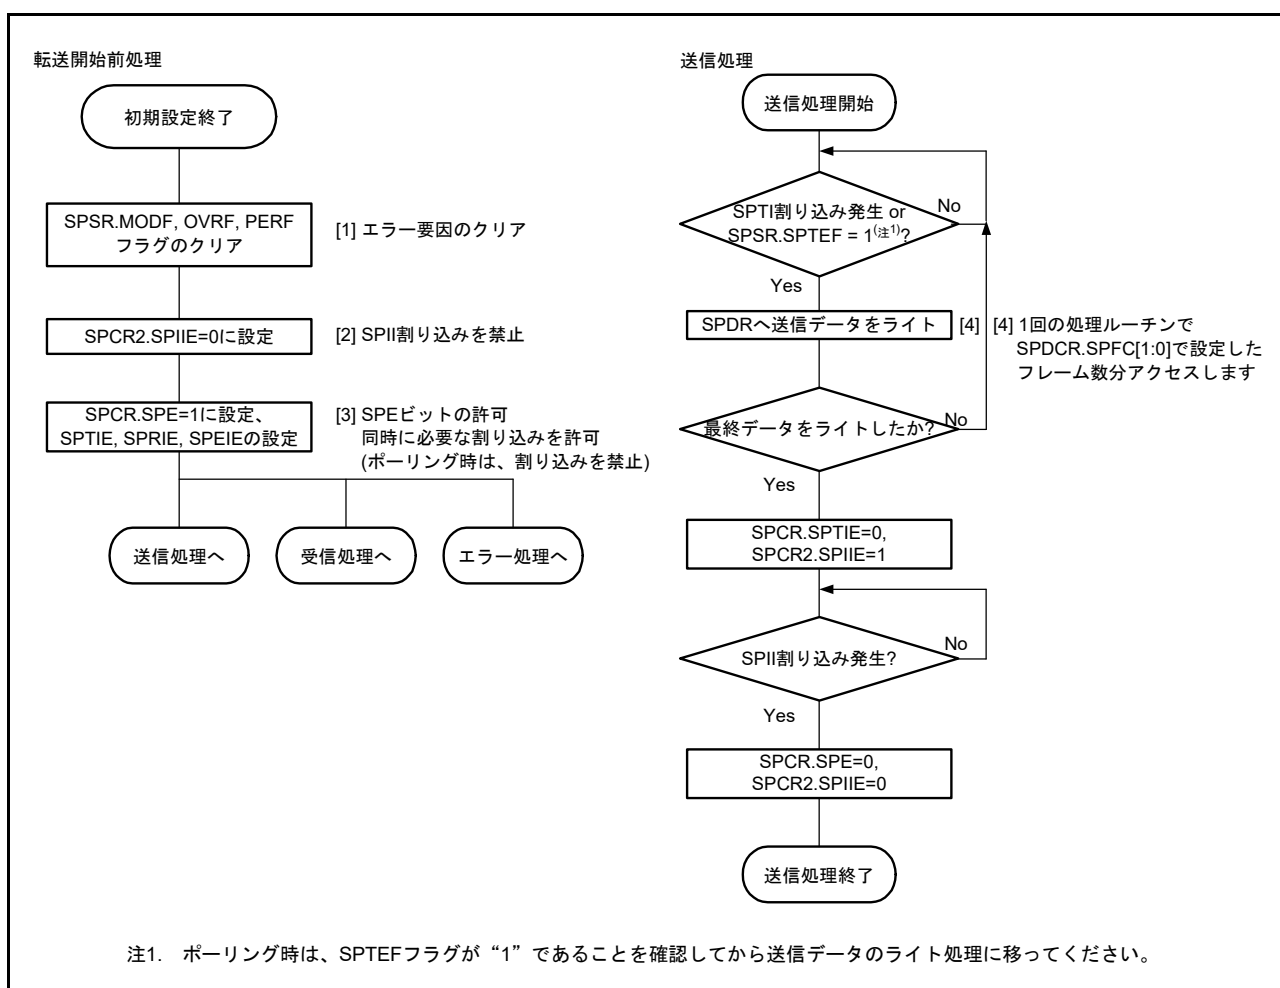 転送開始前処理
初期設定終了
SPSR.MODF, OVRF, PERF
フラグのクリア
[1] エラー要因のクリア
SPCR2.SPIIE=0に設定
[2] SPII割り込みを禁止
SPCR.SPE=1に設定、
SPTIE, SPRIE, SPEIEの設定
[3] SPEビットの許可
同時に必要な割り込みを許可
(ポーリング時は、割り込みを禁止)
送信処理へ
受信処理へ
エラー処理へ
送信処理
送信処理開始
SPTI割り込み発生 or
SPSR.SPTEF = 1(注1)?
No
Yes
SPDRへ送信データをライト
[4]
[4] 1回の処理ルーチンで
SPDCR.SPFC[1:0]で設定した
フレーム数分アクセスします
最終データをライトしたか?
No
Yes
SPCR.SPTIE=0,
SPCR2.SPIIE=1
SPII割り込み発生?
No
Yes
SPCR.SPE=0,
SPCR2.SPIIE=0
送信処理終了
注1. ポーリング時は、SPTEFフラグが“1”であることを確認してから送信データのライト処理に移ってください。